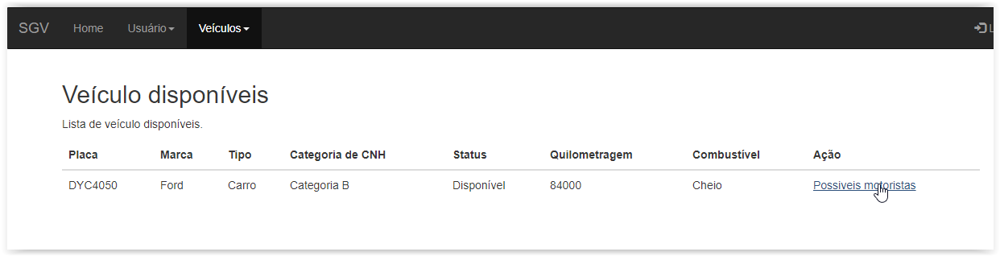 SGV Home Usuário Veículos
Veículo disponíveis
Lista de veículo disponíveis.
Placa Marca Tipo Categoria de CNH Status Quilometragem Combustível Ação
DYC4050 Ford Carro Categoria B Disponível 84000 Cheio Possiveis motoristas